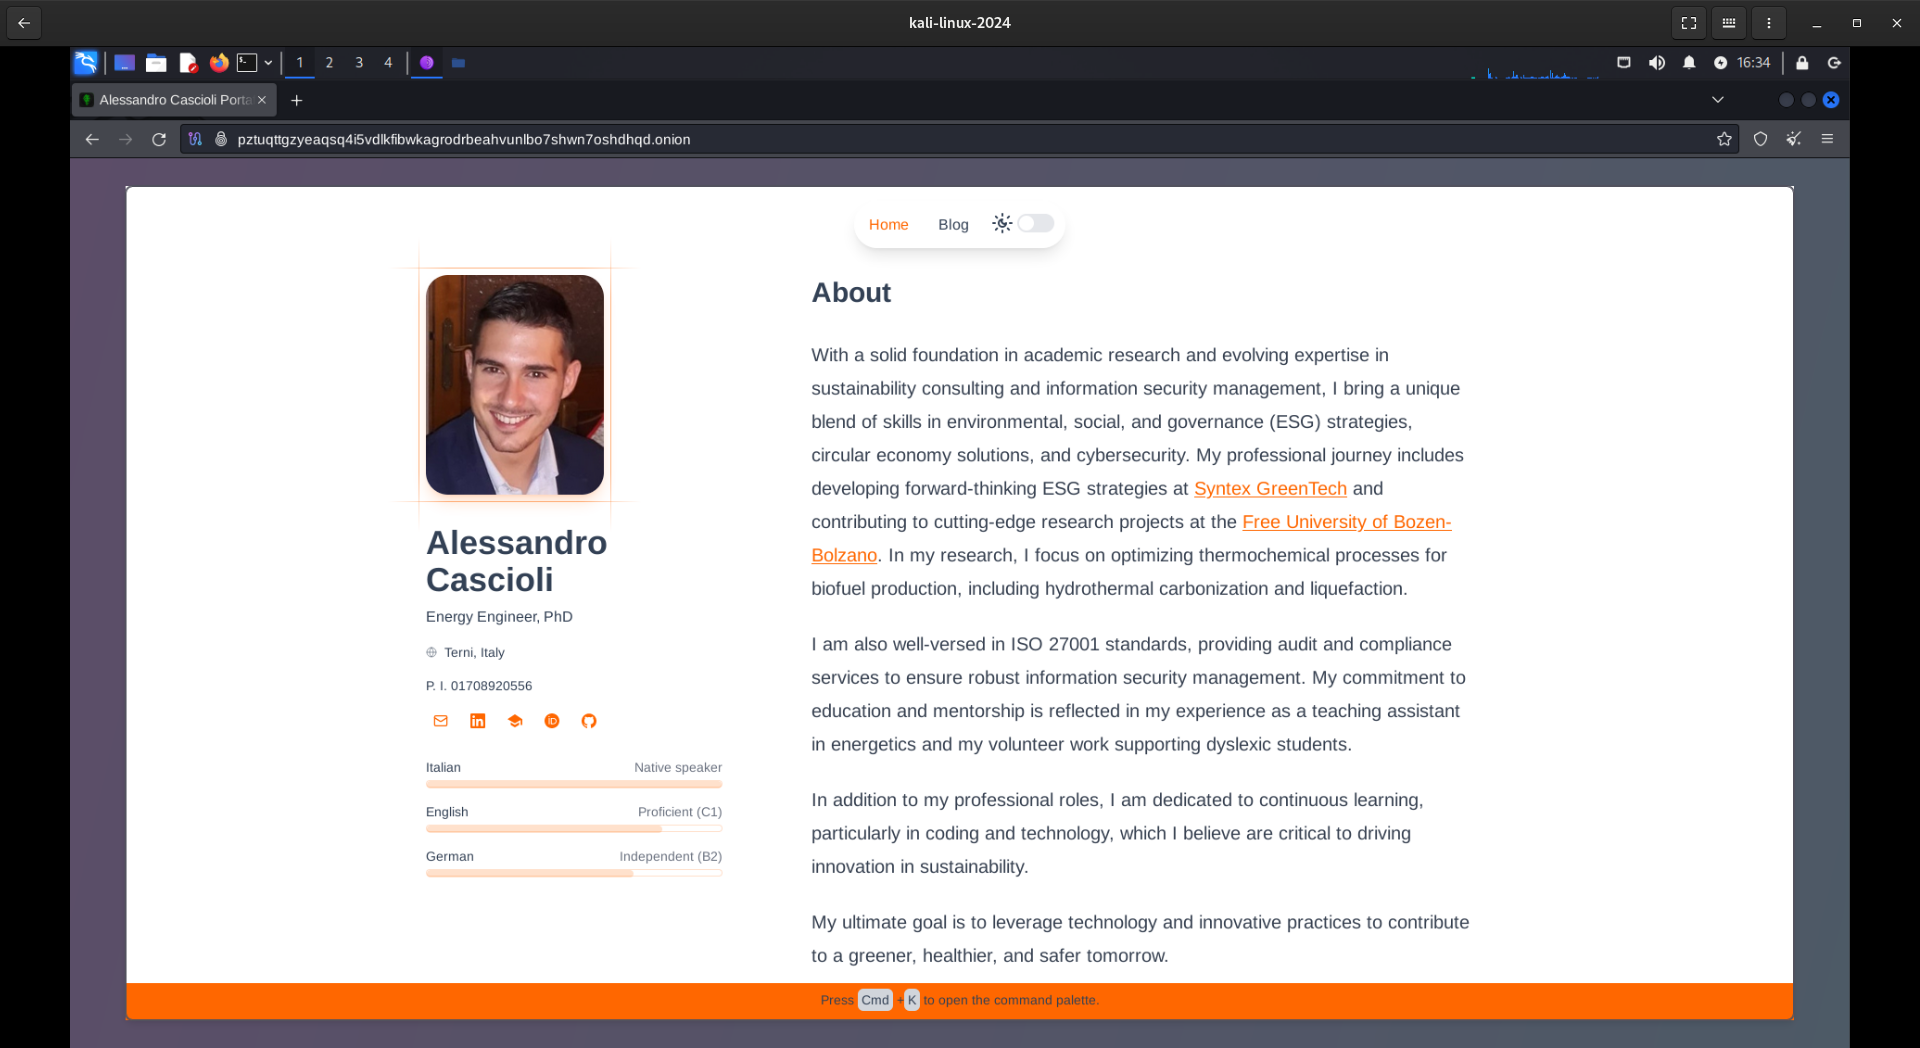 kali-linux-2024
1 2 3 4
16:34
Alessandro Cascioli Porta
pztuqttgzyeaqsq4i5vdlkfibwkagrodrbeahvunlbo7shwn7oshdhqd.onion
Home Blog
Alessandro
Cascioli
Energy Engineer, PhD
Terni, Italy
P. I. 01708920556
Italian Native speaker
English Proficient (C1)
German Independent (B2)
About
With a solid foundation in academic research and evolving expertise in
sustainability consulting and information security management, I bring a unique
blend of skills in environmental, social, and governance (ESG) strategies,
circular economy solutions, and cybersecurity. My professional journey includes
developing forward-thinking ESG strategies at Syntex GreenTech and
contributing to cutting-edge research projects at the Free University of Bozen-
Bolzano. In my research, I focus on optimizing thermochemical processes for
biofuel production, including hydrothermal carbonization and liquefaction.
I am also well-versed in ISO 27001 standards, providing audit and compliance
services to ensure robust information security management. My commitment to
education and mentorship is reflected in my experience as a teaching assistant
in energetics and my volunteer work supporting dyslexic students.
In addition to my professional roles, I am dedicated to continuous learning,
particularly in coding and technology, which I believe are critical to driving
innovation in sustainability.
My ultimate goal is to leverage technology and innovative practices to contribute
to a greener, healthier, and safer tomorrow.
Press Cmd + K to open the command palette.